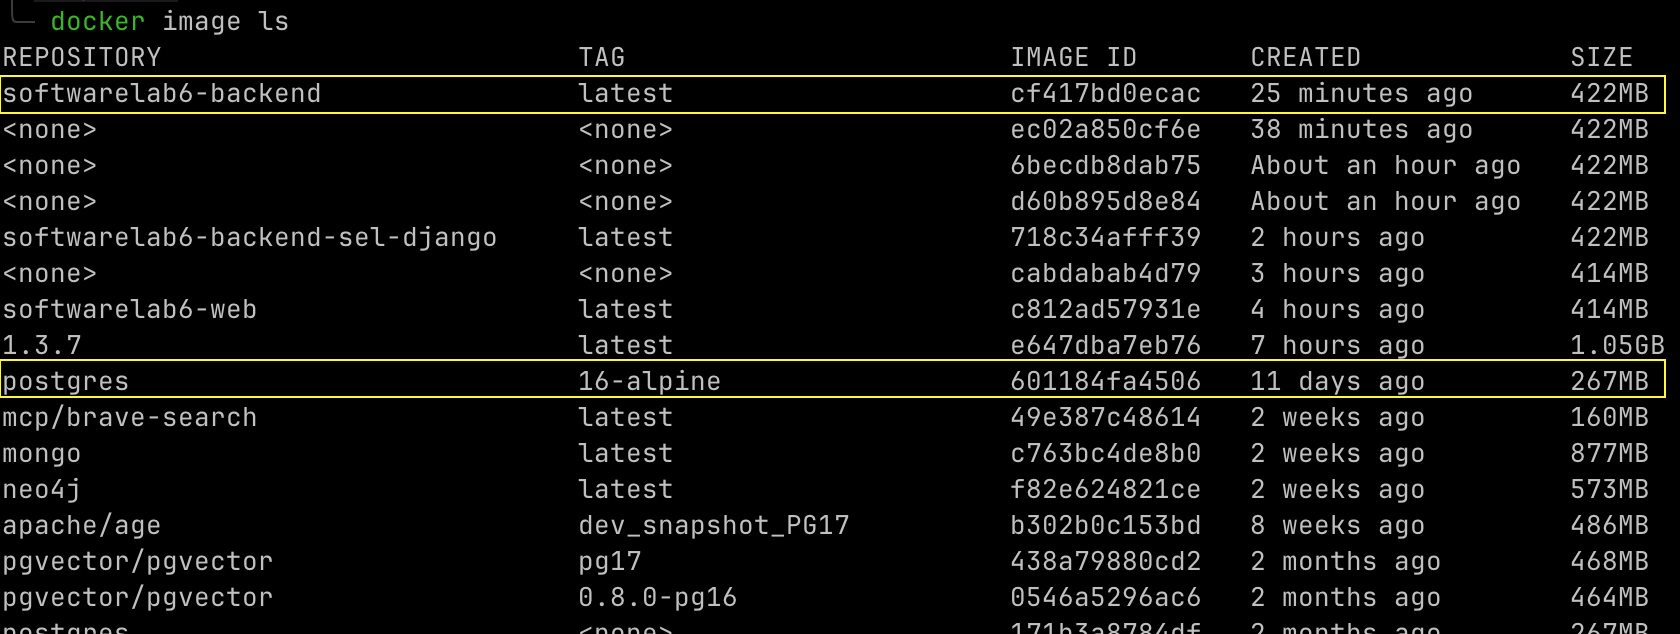 docker image ls
REPOSITORY TAG IMAGE ID CREATED SIZE
softwarelab6-backend latest cf417bd0ecac 25 minutes ago 422MB
<none> <none> ec02a850cf6e 38 minutes ago 422MB
<none> <none> 6becdb8dab75 About an hour ago 422MB
<none> <none> d60b895d8e84 About an hour ago 422MB
softwarelab6-backend-sel-django latest 718c34afff39 2 hours ago 422MB
<none> <none> cabdabab4d79 3 hours ago 414MB
softwarelab6-web latest c812ad57931e 4 hours ago 414MB
1.3.7 latest e647dba7eb76 7 hours ago 1.05GB
postgres 16-alpine 601184fa4506 11 days ago 267MB
mcp/brave-search latest 49e387c48614 2 weeks ago 160MB
mongo latest c763bc4de8b0 2 weeks ago 877MB
neo4j latest f82e624821ce 2 weeks ago 573MB
apache/age dev_snapshot_PG17 b302b0c153bd 8 weeks ago 486MB
pgvector/pgvector pg17 438a79880cd2 2 months ago 468MB
pgvector/pgvector 0.8.0-pg16 0546a5296ac6 2 months ago 464MB
postgres <none> 171b3a8784df 2 months ago 267MB